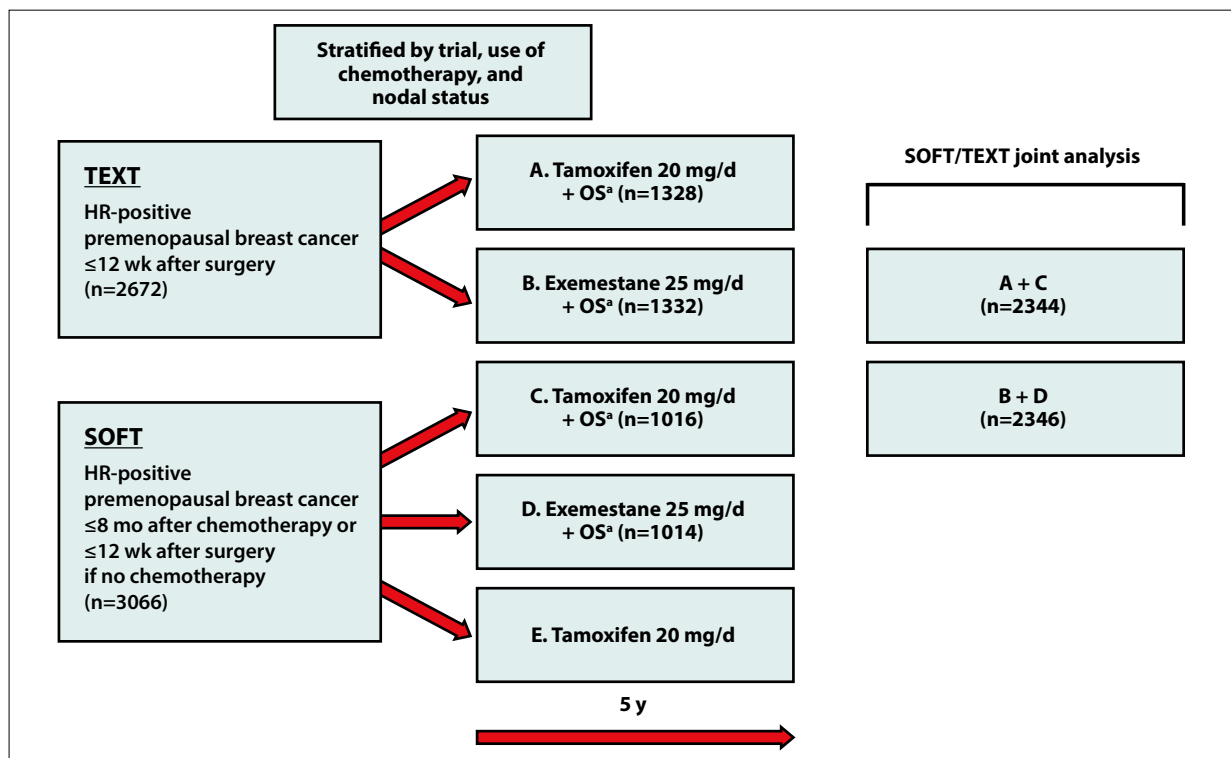 Stratified by trial, use of
chemotherapy, and
nodal status
TEXT
HR-positive
premenopausal breast cancer
≤12 wk after surgery
(n=2672)
SOFT
HR-positive
premenopausal breast cancer
≤8 mo after chemotherapy or
≤12 wk after surgery
if no chemotherapy
(n=3066)
A. Tamoxifen 20 mg/d
+ OSᵃ (n=1328)
B. Exemestane 25 mg/d
+ OSᵃ (n=1332)
C. Tamoxifen 20 mg/d
+ OSᵃ (n=1016)
D. Exemestane 25 mg/d
+ OSᵃ (n=1014)
E. Tamoxifen 20 mg/d
5 y
SOFT/TEXT joint analysis
A + C
(n=2344)
B + D
(n=2346)